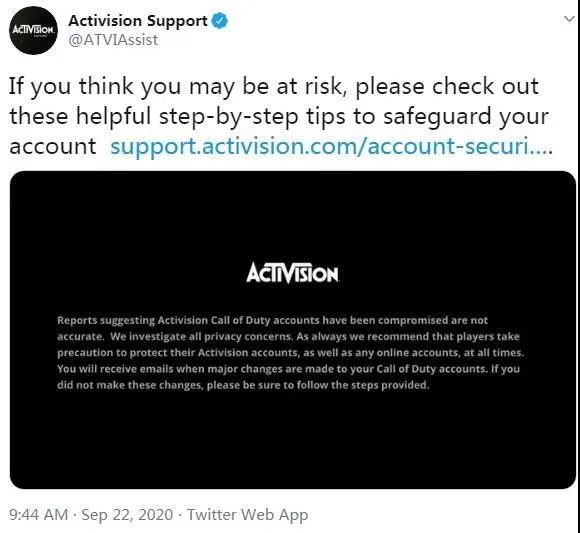 ACTIVISION
SUPPORT
Activision Support
@ATVIAssist
If you think you may be at risk, please check out
these helpful step-by-step tips to safeguard your
account support.activision.com/account-securi....
ACTIVISION
Reports suggesting Activision Call of Duty accounts have been compromised are not
accurate. We investigate all privacy concerns. As always we recommend that players take
precaution to protect their Activision accounts, as well as any online accounts, at all times.
You will receive emails when major changes are made to your Call of Duty accounts. If you
did not make these changes, please be sure to follow the steps provided.
9:44 AM · Sep 22, 2020 · Twitter Web App